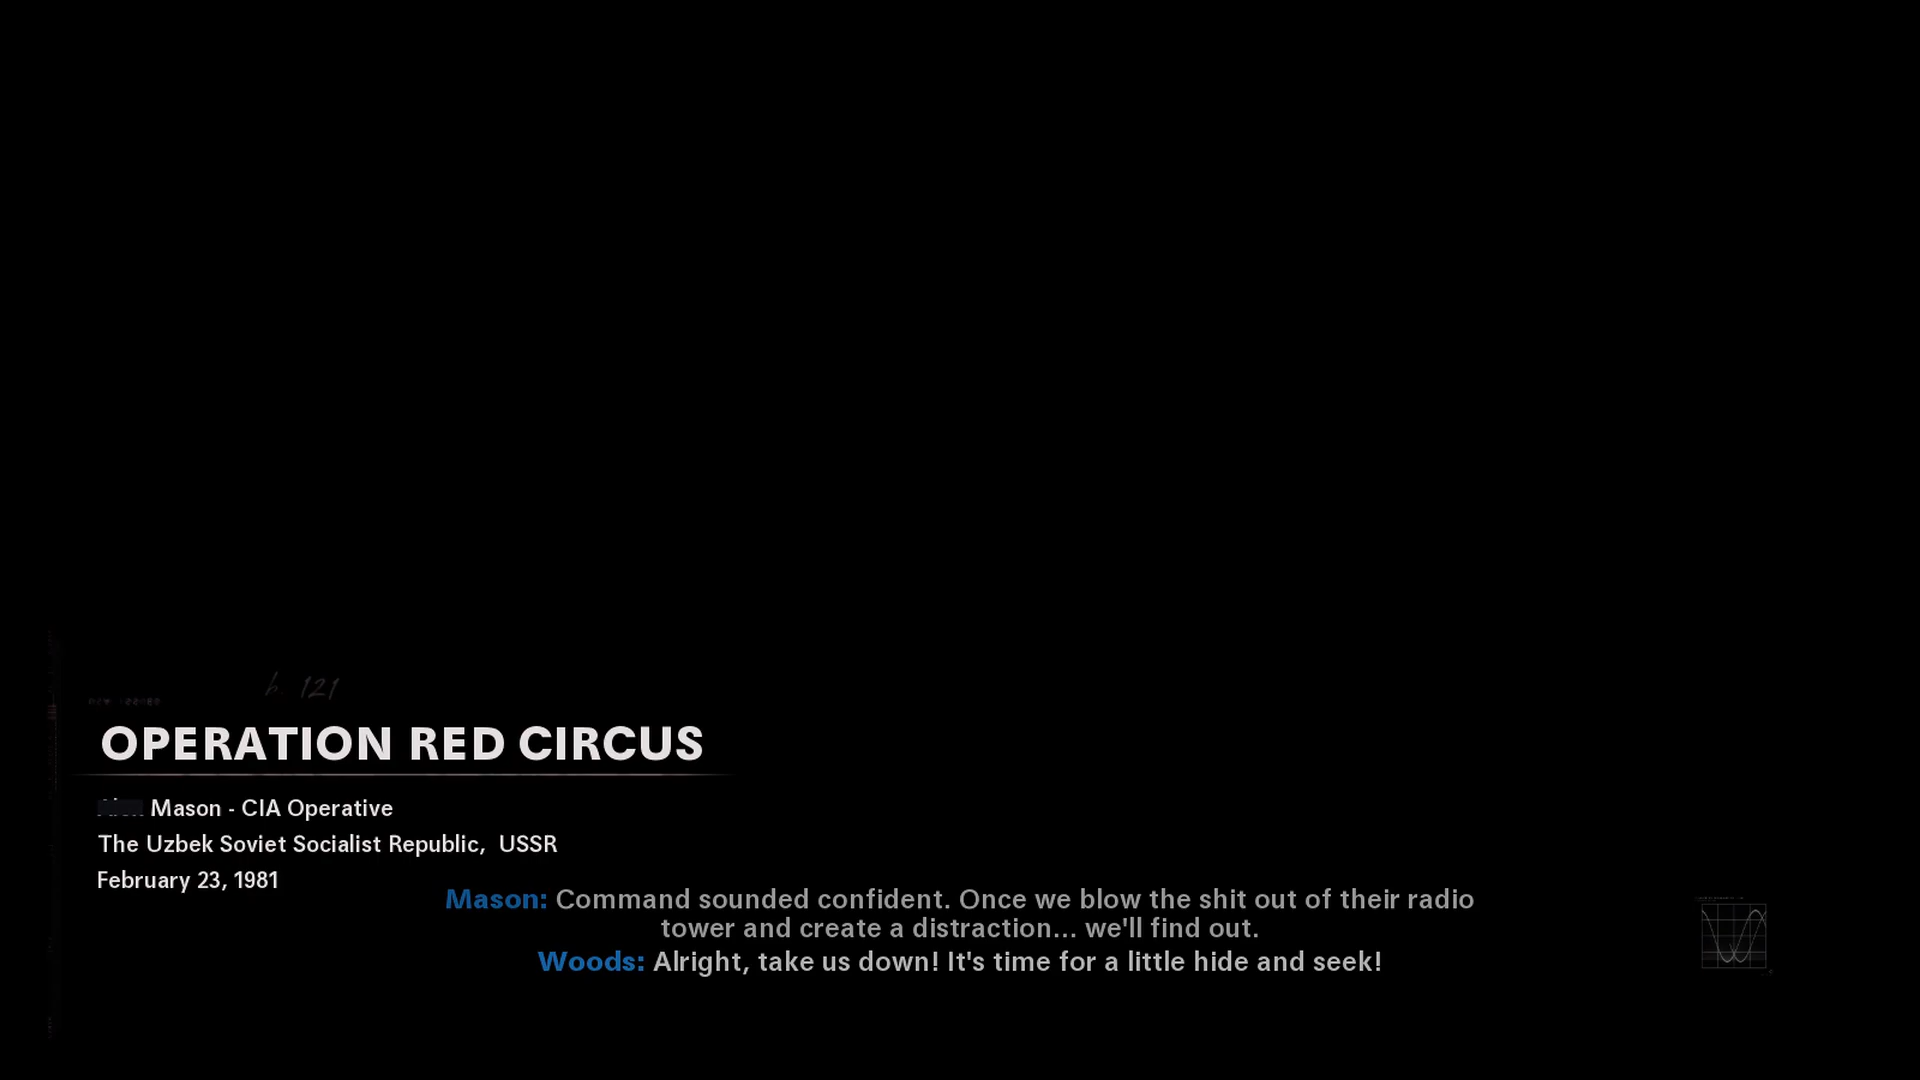 h. 121
OPERATION RED CIRCUS
Mason - CIA Operative
The Uzbek Soviet Socialist Republic, USSR
February 23, 1981
Mason: Command sounded confident. Once we blow the shit out of their radio
tower and create a distraction... we'll find out.
Woods: Alright, take us down! It's time for a little hide and seek!